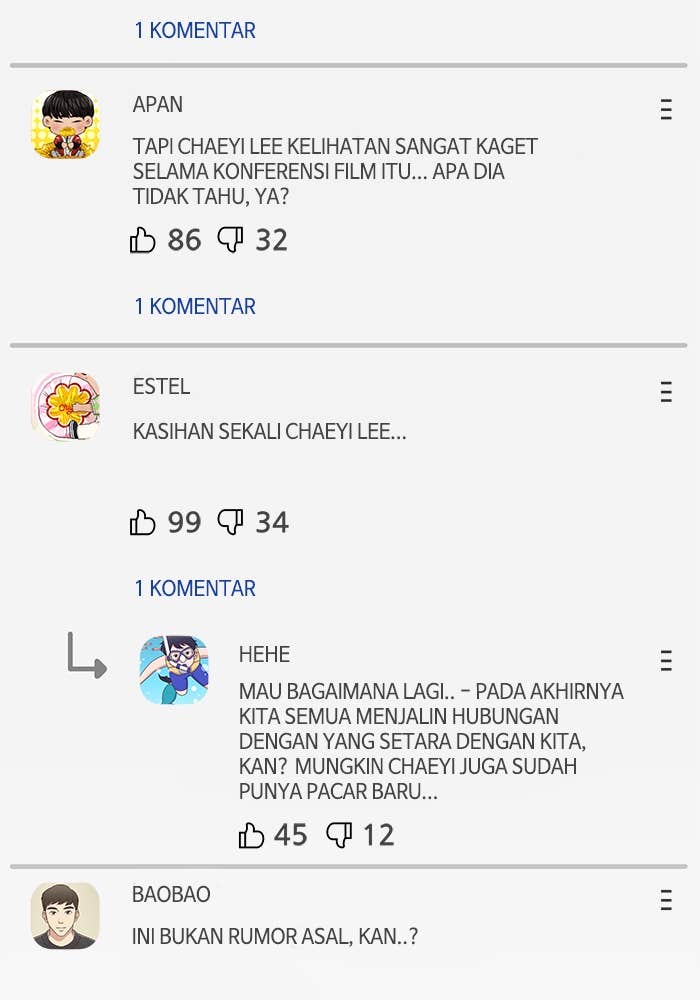 1 KOMENTAR
APAN
TAPI CHAEYI LEE KELIHATAN SANGAT KAGET
SELAMA KONFERENSI FILM ITU... APA DIA
TIDAK TAHU, YA?
86 32
1 KOMENTAR
ESTEL
KASIHAN SEKALI CHAEYI LEE...
99 34
1 KOMENTAR
HEHE
MAU BAGAIMANA LAGI.. - PADA AKHIRNYA
KITA SEMUA MENJALIN HUBUNGAN
DENGAN YANG SETARA DENGAN KITA,
KAN? MUNGKIN CHAEYI JUGA SUDAH
PUNYA PACAR BARU...
45 12
BAOBAO
INI BUKAN RUMOR ASAL, KAN..?